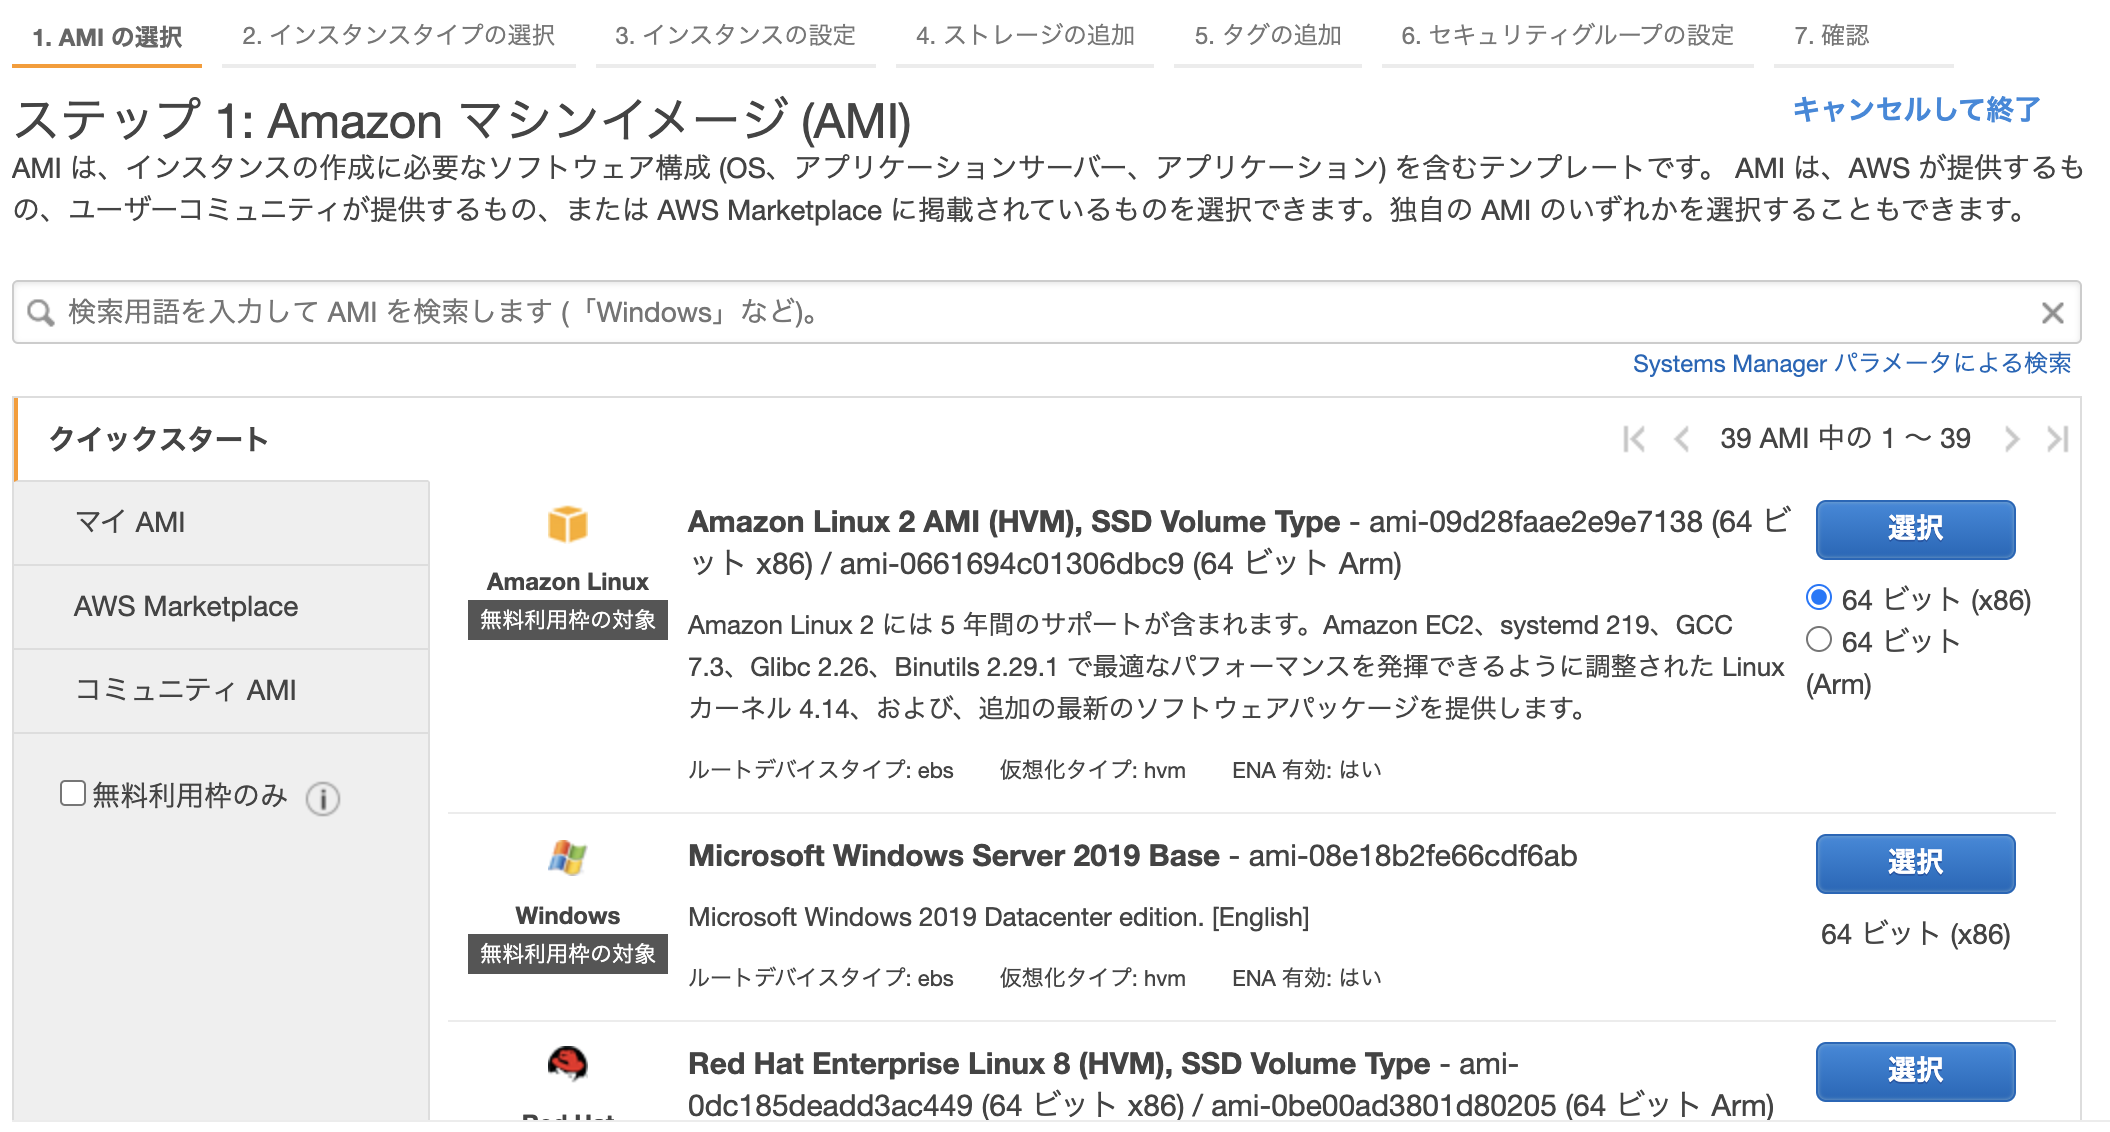 1. AMI の選択
2. インスタンスタイプの選択
3. インスタンスの設定
4. ストレージの追加
5. タグの追加
6. セキュリティグループの設定
7. 確認
ステップ 1: Amazon マシンイメージ (AMI)
キャンセルして終了
AMI は、インスタンスの作成に必要なソフトウェア構成 (OS、アプリケーションサーバー、アプリケーション) を含むテンプレートです。 AMI は、AWS が提供するも
の、ユーザーコミュニティが提供するもの、または AWS Marketplace に掲載されているものを選択できます。独自の AMI のいずれかを選択することもできます。
検索用語を入力して AMI を検索します (「Windows」など)。
Systems Manager パラメータによる検索
クイックスタート
39 AMI 中の 1 〜 39
マイ AMI
AWS Marketplace
コミュニティ AMI
無料利用枠のみ
Amazon Linux
無料利用枠の対象
Amazon Linux 2 AMI (HVM), SSD Volume Type - ami-09d28faae2e9e7138 (64 ビ
ット x86) / ami-0661694c01306dbc9 (64 ビット Arm)
Amazon Linux 2 には 5 年間のサポートが含まれます。Amazon EC2、systemd 219、GCC
7.3、Glibc 2.26、Binutils 2.29.1 で最適なパフォーマンスを発揮できるように調整された Linux
カーネル 4.14、および、追加の最新のソフトウェアパッケージを提供します。
ルートデバイスタイプ: ebs 仮想化タイプ: hvm ENA 有効: はい
選択
64 ビット (x86)
64 ビット
(Arm)
Windows
無料利用枠の対象
Microsoft Windows Server 2019 Base - ami-08e18b2fe66cdf6ab
Microsoft Windows 2019 Datacenter edition. [English]
ルートデバイスタイプ: ebs 仮想化タイプ: hvm ENA 有効: はい
選択
64 ビット (x86)
Red Hat
Red Hat Enterprise Linux 8 (HVM), SSD Volume Type - ami-
0dc185deadd3ac449 (64 ビット x86) / ami-0be00ad3801d80205 (64 ビット Arm)
選択